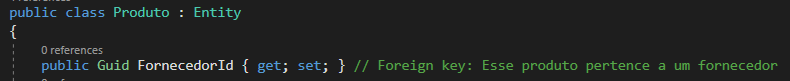 public class Produto : Entity
{
0 references
public Guid FornecedorId { get; set; } // Foreign key: Esse produto pertence a um fornecedor